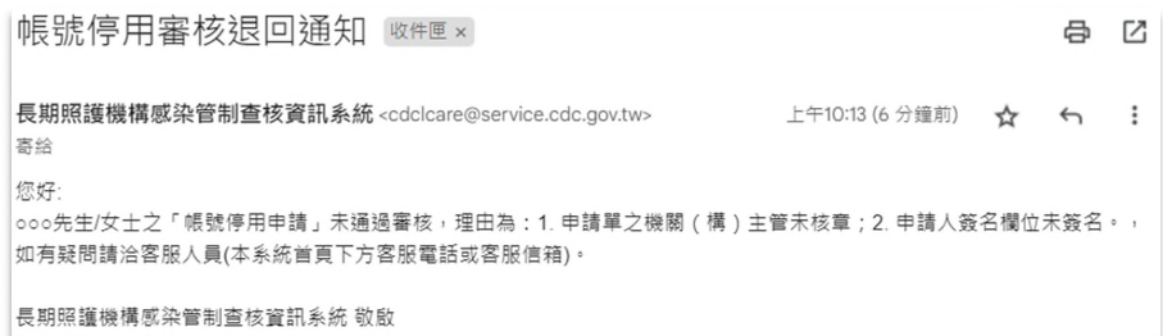 帳號停用審核退回通知 收件匣 ×
長期照護機構感染管制查核資訊系統 <cdclcare@service.cdc.gov.tw> 上午10:13 (6 分鐘前)
寄給
您好:
○○○先生/女士之「帳號停用申請」未通過審核，理由為：1. 申請單之機關（構）主管未核章；2. 申請人簽名欄位未簽名。，
如有疑問請洽客服人員(本系統首頁下方客服電話或客服信箱)。
長期照護機構感染管制查核資訊系統 敬啟